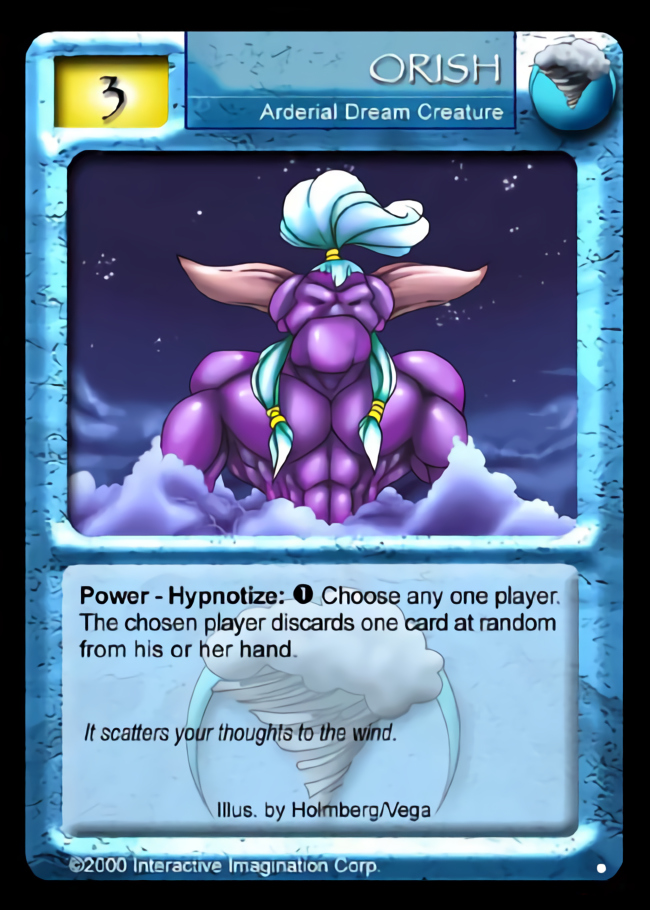 3
ORISH
Arderial Dream Creature
Power - Hypnotize: ❶ Choose any one player.
The chosen player discards one card at random
from his or her hand.
It scatters your thoughts to the wind.
Illus. by Holmberg/Vega
©2000 Interactive Imagination Corp.